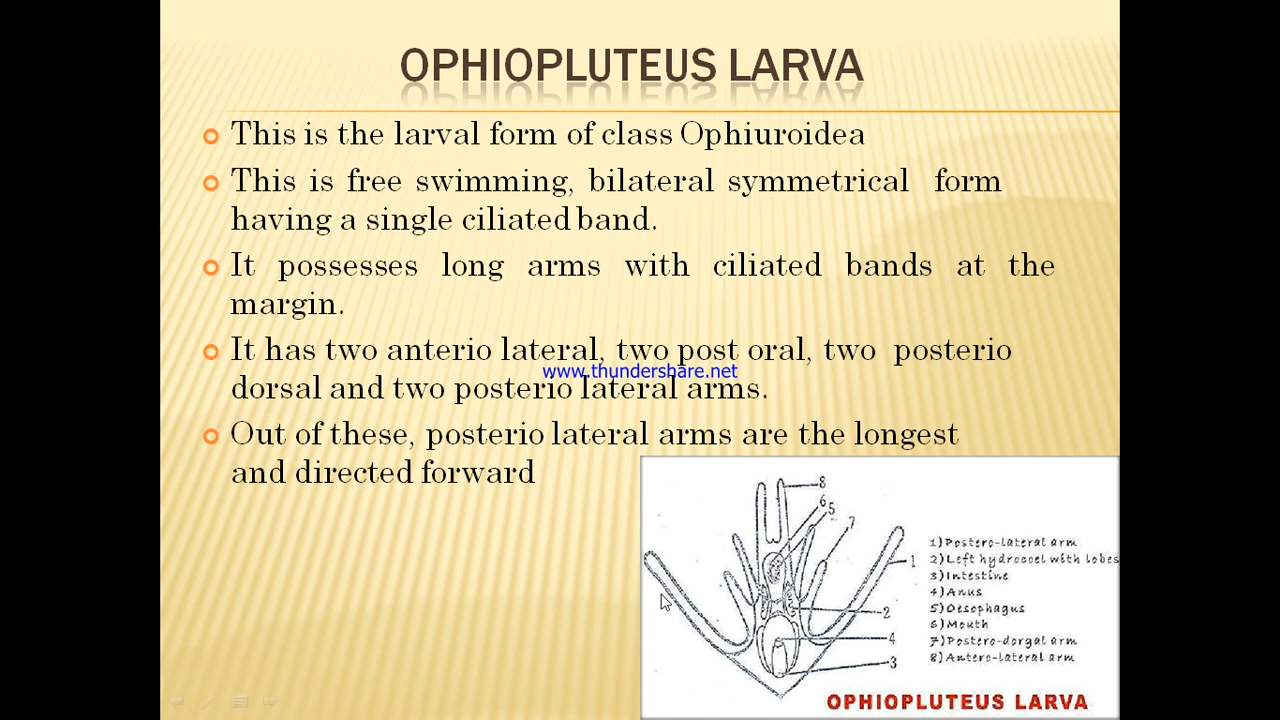 OPHIOPLUTEUS LARVA
This is the larval form of class Ophiuroidea
This is free swimming, bilateral symmetrical form
having a single ciliated band.
It possesses long arms with ciliated bands at the
margin.
It has two anterio lateral, two post oral, two posterio
www.thundershare.net
dorsal and two posterio lateral arms.
Out of these, posterio lateral arms are the longest
and directed forward
8
6
5
7
1
2
4
3
1)Postero-lateral arm
2)Left hydrocoel with lobes
3)Intestine
4)Anus
5)Oesophagus
6)Mouth
7)Postero-dorgal arm
8)Antero-lateral arm
OPHIOPLUTEUS LARVA